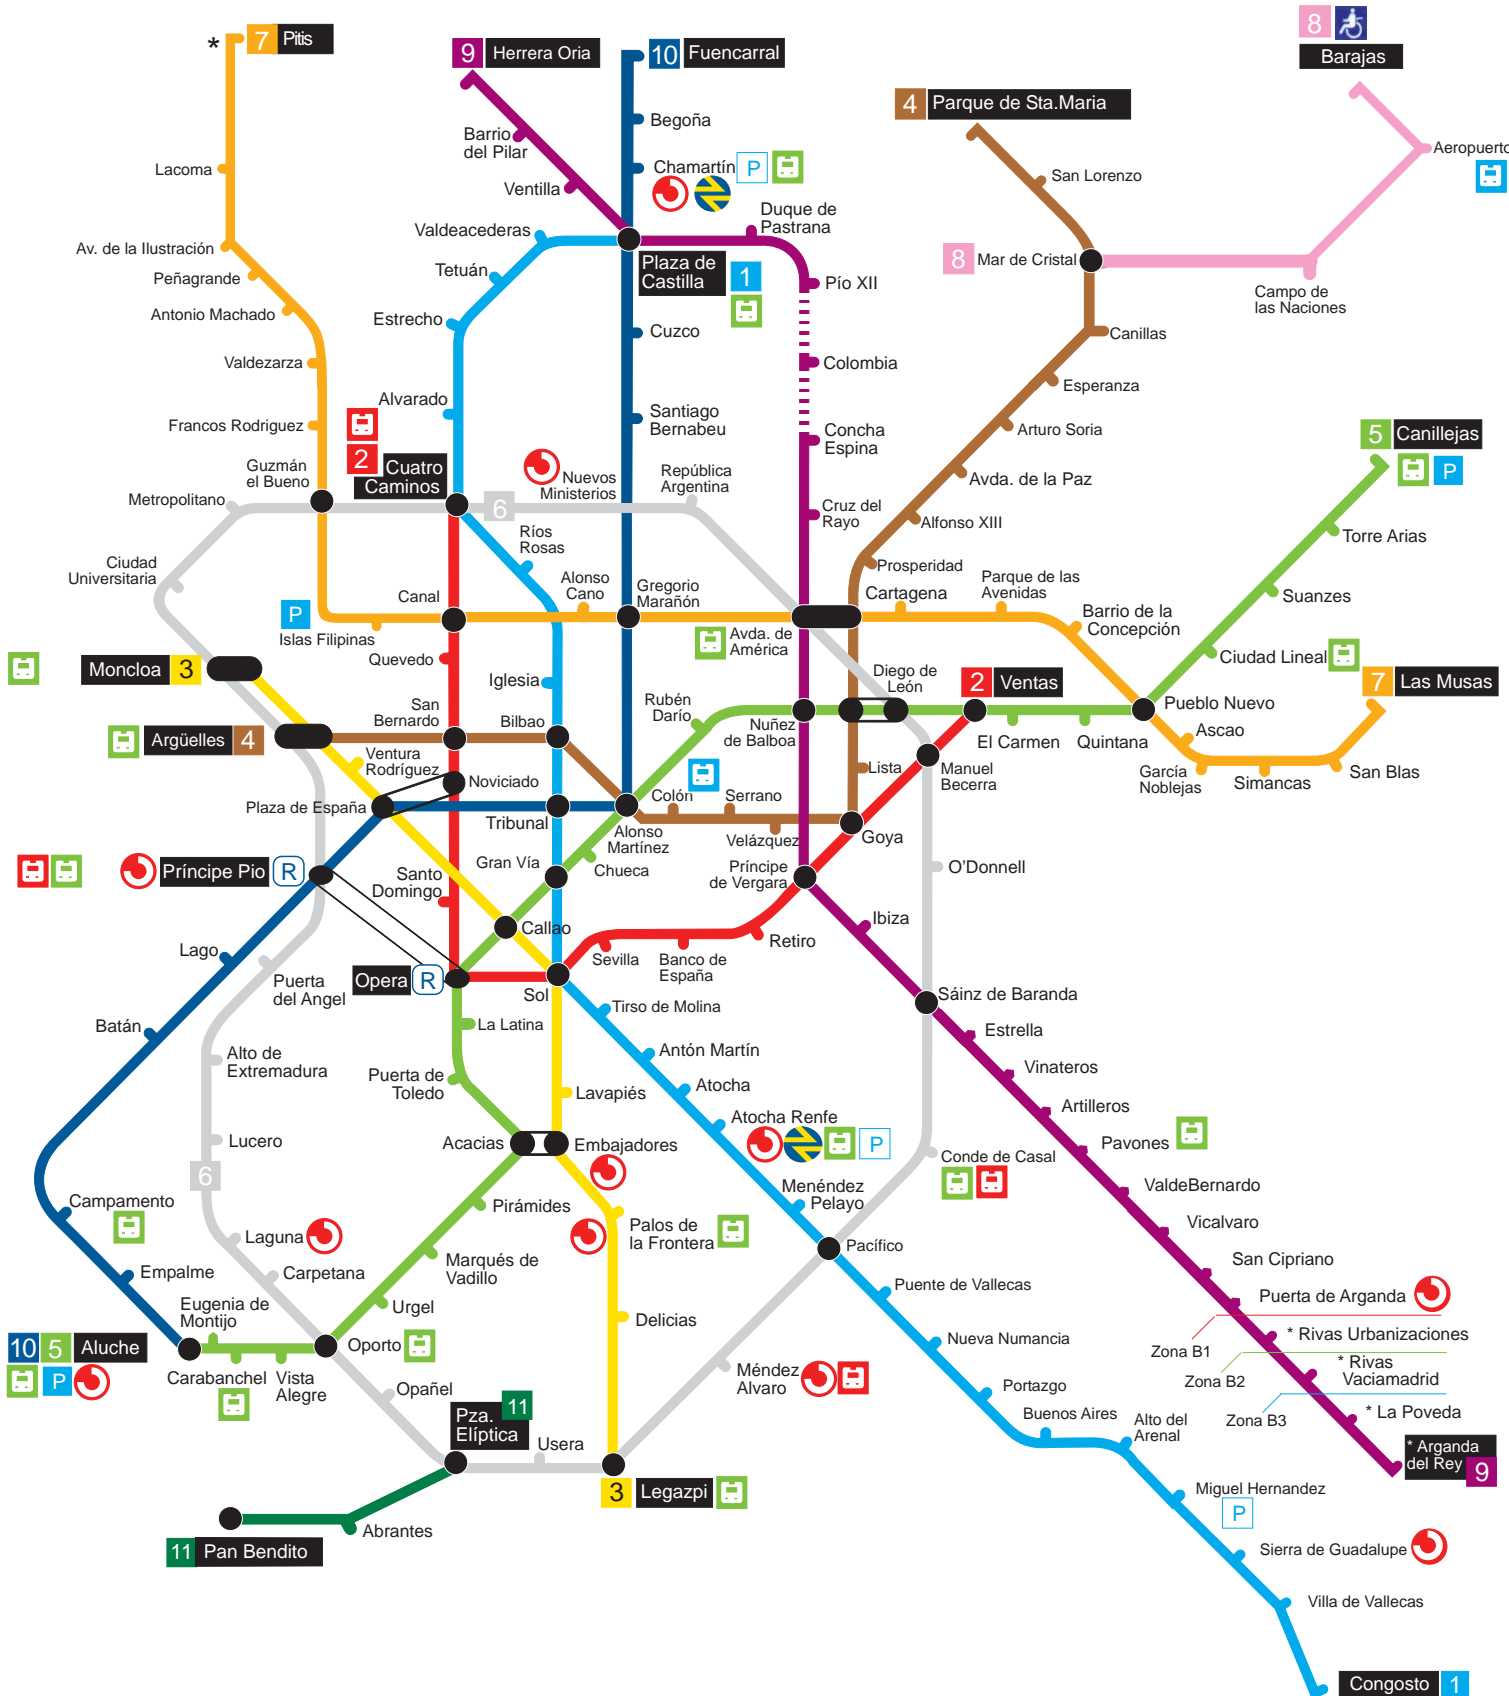 * 7 Pitis
9 Herrera Oria
10 Fuencarral
8
Barajas
4 Parque de Sta.Maria
Begoña
Barrio
del Pilar
Aeropuerto
Chamartín P
Lacoma
San Lorenzo
Ventilla
Duque de
Pastrana
Valdeacederas
Av. de la Ilustración
Plaza de
Castilla
1
8 Mar de Cristal
Tetuán
Peñagrande
Pío XII
Campo de
las Naciones
Antonio Machado
Estrecho
Cuzco
Canillas
Valdezarza
Colombia
Esperanza
Alvarado
Santiago
Bernabeu
Francos Rodriguez
Concha
Espina
Arturo Soria
5 Canillejas
P
2 Cuatro
Caminos
Guzmán
el Bueno
Nuevos
Ministerios
República
Argentina
Avda. de la Paz
Metropolitano
6
Cruz del
Rayo
Alfonso XIII
Torre Arias
Ríos
Rosas
Ciudad
Universitaria
Prosperidad
Alonso
Cano
Gregorio
Marañón
Cartagena
Parque de las
Avenidas
Canal
Suanzes
P
Islas Filipinas
Barrio de la
Concepción
Avda. de
América
Quevedo
Ciudad Lineal
Moncloa 3
Iglesia
Diego de
León
2 Ventas
7 Las Musas
Rubén
Darío
San
Bernardo
Bilbao
Nuñez
de Balboa
Pueblo Nuevo
Argüelles 4
El Carmen
Quintana
Ascao
Ventura
Rodríguez
Noviciado
Lista
Manuel
Becerra
García
Noblejas
Simancas
San Blas
Plaza de España
Tribunal
Colón
Serrano
Alonso
Martínez
Velázquez
Goya
Gran Vía
Chueca
Príncipe Pio R
Santo
Domingo
Príncipe
de Vergara
O'Donnell
Callao
Ibiza
Lago
Sevilla
Banco de
España
Retiro
Puerta
del Angel
Opera R
Sol
Sáinz de Baranda
Tirso de Molina
Batán
La Latina
Estrella
Alto de
Extremadura
Antón Martín
Vinateros
Puerta de
Toledo
Lavapiés
Atocha
Artilleros
Atocha Renfe
P
Lucero
Acacias
Embajadores
Pavones
Conde de Casal
6
Menéndez
Pelayo
ValdeBernardo
Campamento
Pirámides
Palos de
la Frontera
Vicalvaro
Laguna
Pacífico
Empalme
Carpetana
Marqués de
Vadillo
San Cipriano
Puente de Vallecas
Eugenia de
Montijo
Urgel
Puerta de Arganda
Delicias
* Rivas Urbanizaciones
10 5 Aluche
P
Oporto
Nueva Numancia
Zona B1
Carabanchel
Vista
Alegre
Méndez
Alvaro
* Rivas
Vaciamadrid
Zona B2
Opañel
Portazgo
Pza.
Elíptica
11
Buenos Aires
Alto del
Arenal
Zona B3
* La Poveda
Usera
* Arganda
del Rey 9
3 Legazpi
Miguel Hernandez
P
Abrantes
11 Pan Bendito
Sierra de Guadalupe
Villa de Vallecas
Congosto 1